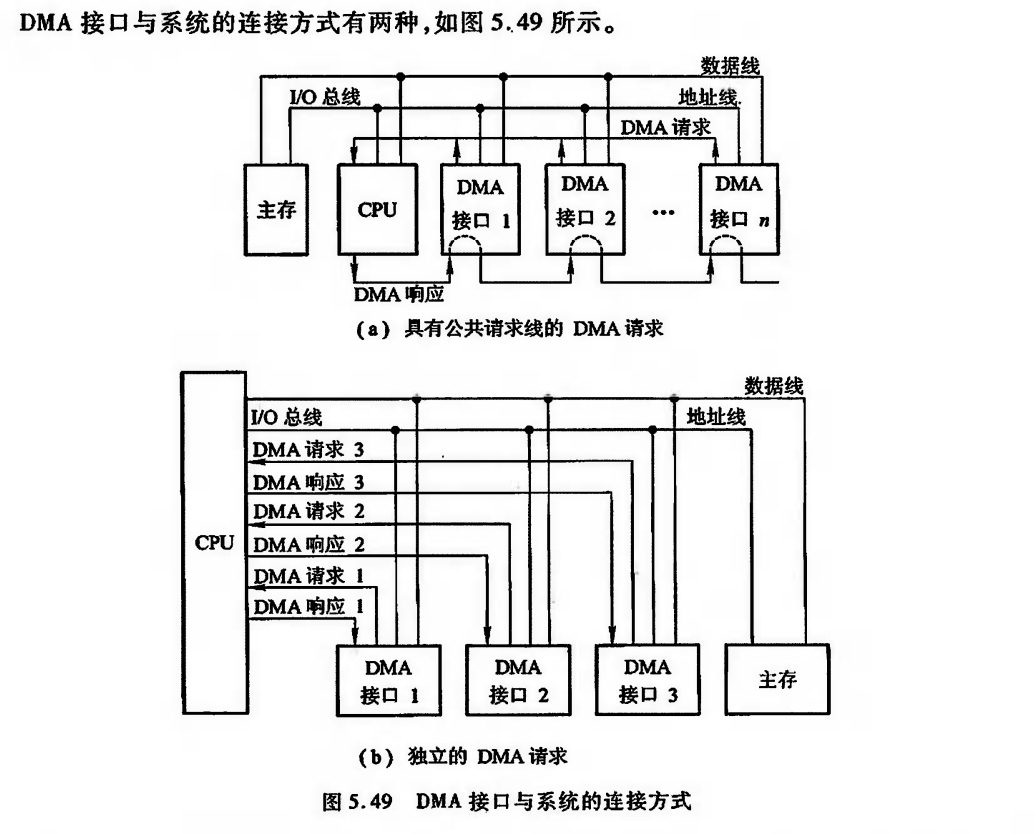 DMA 接口与系统的连接方式有两种,如图 5.49 所示。
数据线
I/O 总线 地址线
DMA 请求
主存 CPU DMA 接口 1 DMA 接口 2 … DMA 接口 n
DMA 响应
(a) 具有公共请求线的 DMA 请求
数据线
I/O 总线 地址线
DMA 请求 3
DMA 响应 3
DMA 请求 2
CPU DMA 响应 2
DMA 请求 1
DMA 响应 1
DMA 接口 1 DMA 接口 2 DMA 接口 3 主存
(b) 独立的 DMA 请求
图 5.49 DMA 接口与系统的连接方式